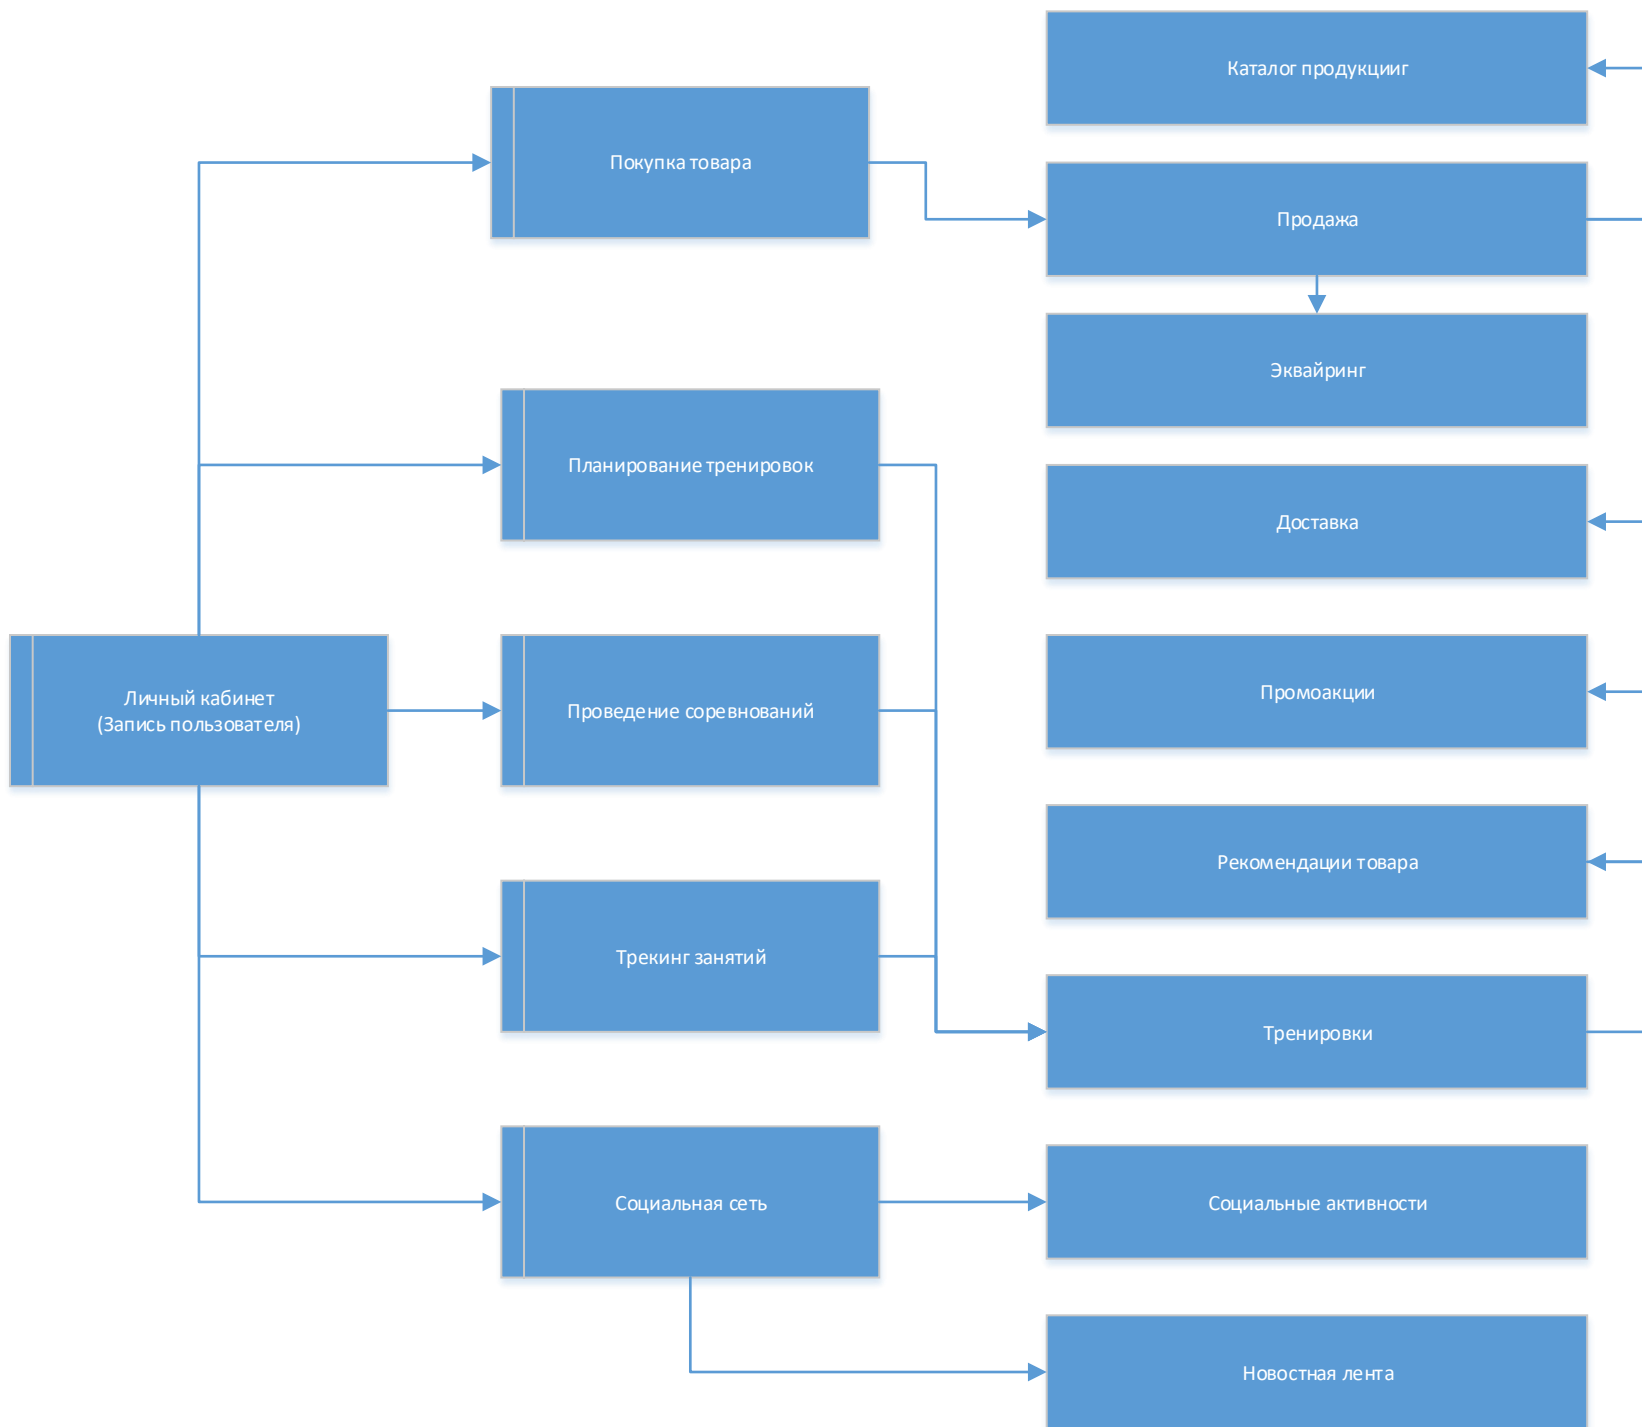 Каталог продукцииг
Покупка товара
Продажа
Эквайринг
Планирование тренировок
Доставка
Личный кабинет
(Запись пользователя)
Проведение соревнований
Промоакции
Рекомендации товара
Трекинг занятий
Тренировки
Социальная сеть
Социальные активности
Новостная лента